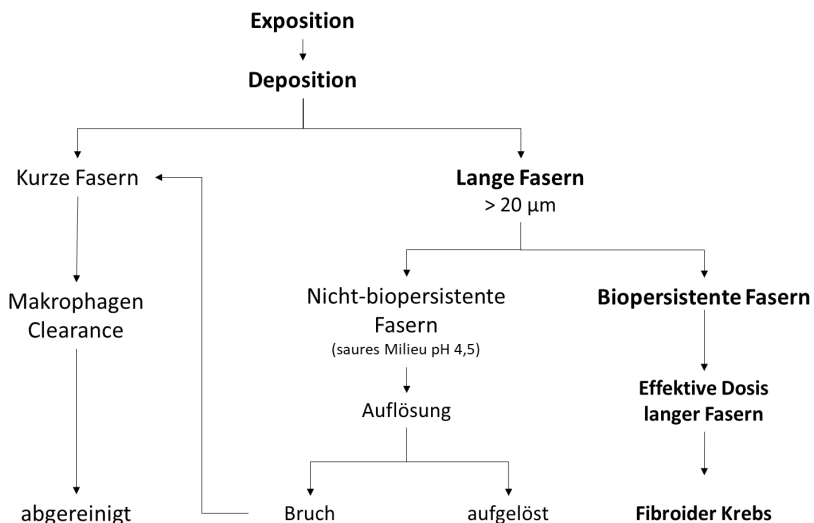 Exposition
Deposition
Kurze Fasern
Lange Fasern
> 20 µm
Makrophagen
Clearance
Nicht-biopersistente
Fasern
(saures Milieu pH 4,5)
Biopersistente Fasern
Auflösung
Effektive Dosis
langer Fasern
abgereinigt
Bruch
aufgelöst
Fibroider Krebs